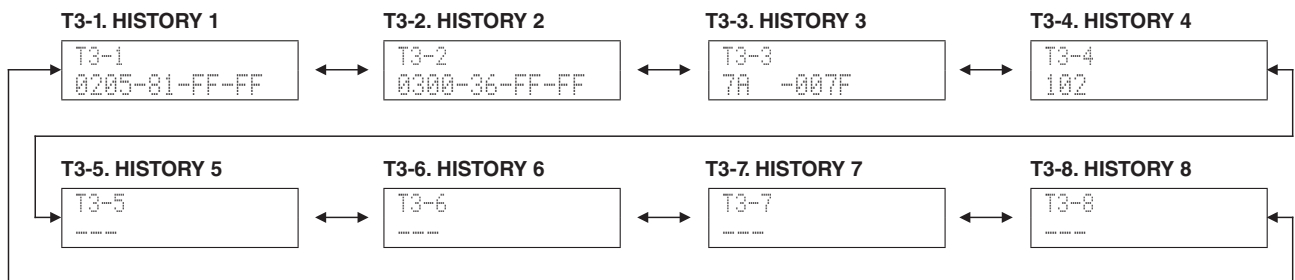 T3-1. HISTORY 1
T3-2. HISTORY 2
T3-3. HISTORY 3
T3-4. HISTORY 4
T3-1
0205-81-FF-FF
T3-2
0300-36-FF-FF
T3-3
7A -007F
T3-4
102
T3-5. HISTORY 5
T3-6. HISTORY 6
T3-7. HISTORY 7
T3-8. HISTORY 8
T3-5
---
T3-6
---
T3-7
---
T3-8
---